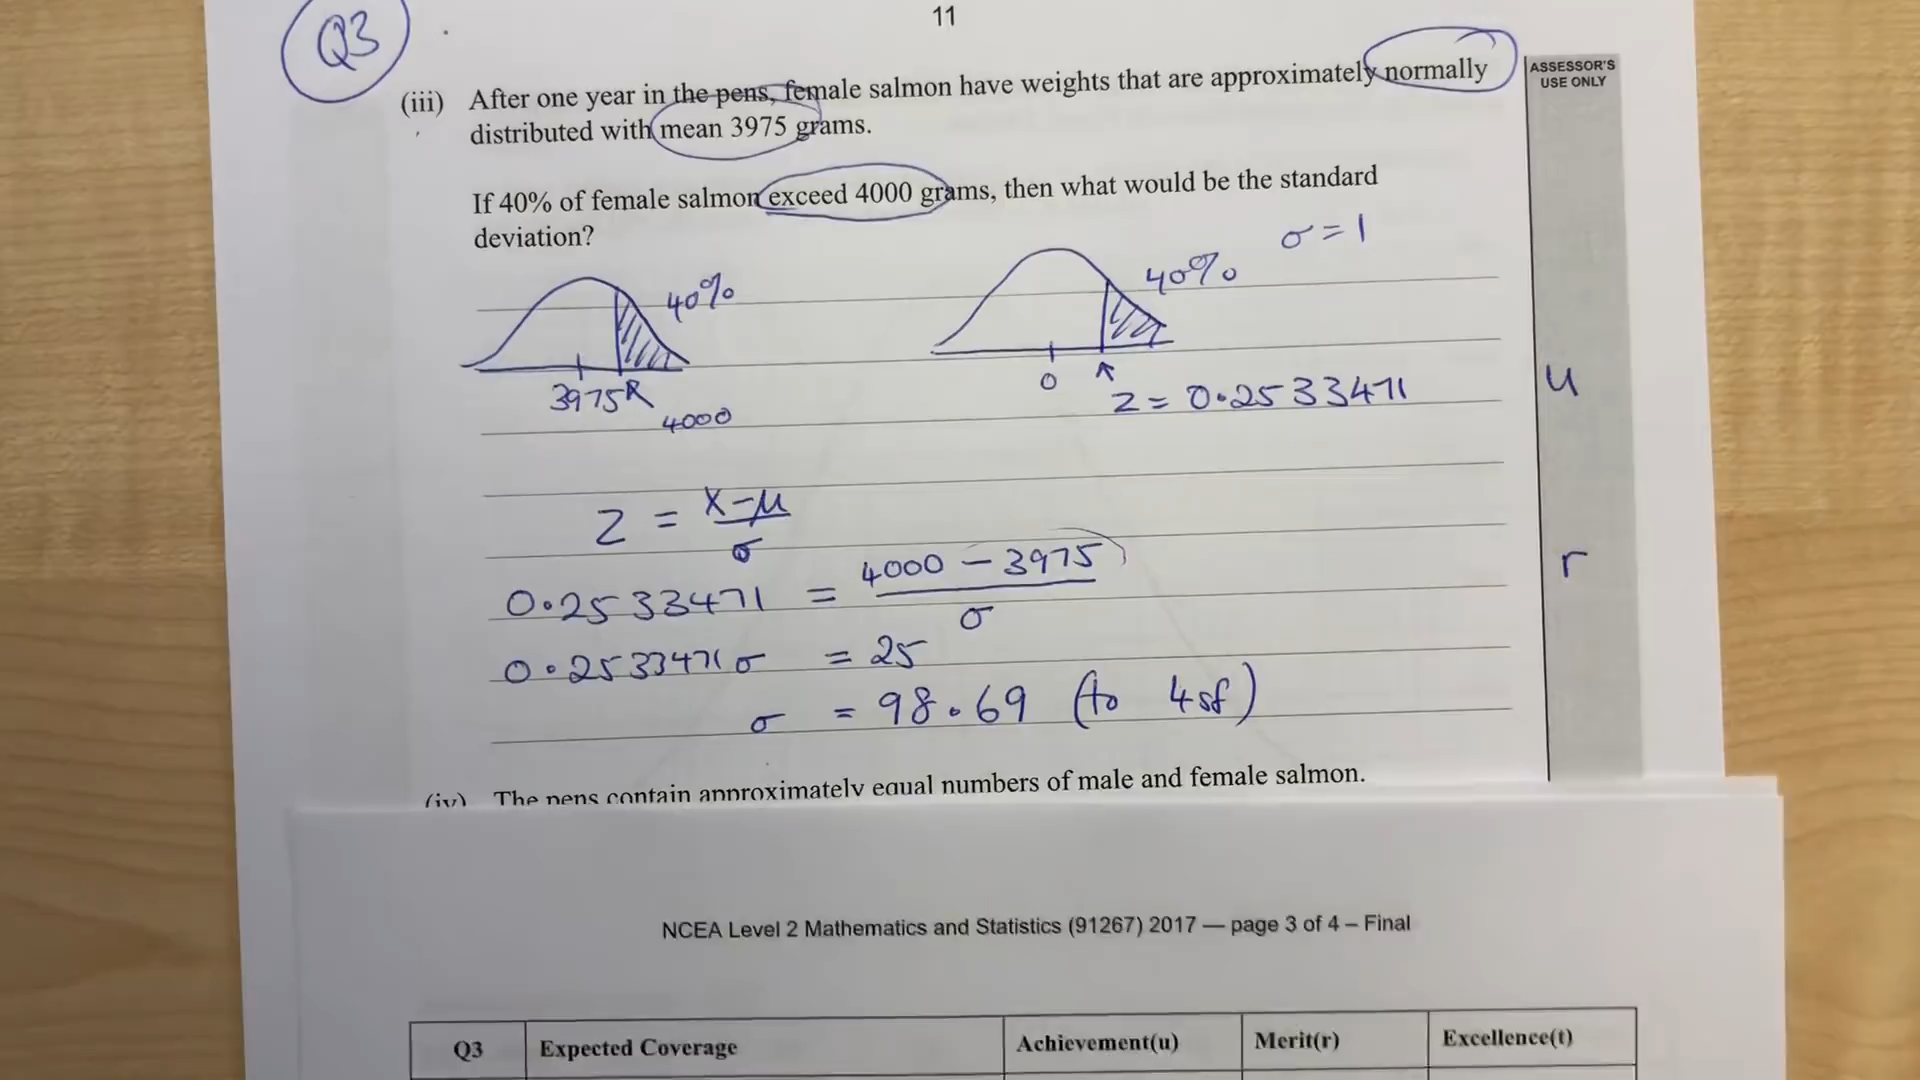 11
Q3
(iii) After one year in the pens, female salmon have weights that are approximately normally
distributed with mean 3975 grams.
ASSESSOR'S
USE ONLY
If 40% of female salmon exceed 4000 grams, then what would be the standard
deviation?
σ = 1
40%
40%
3975
4000
0
z = 0.2533471
u
Z = X-μ
σ
r
0.2533471 = 4000 - 3975
σ
0.2533471σ = 25
σ = 98.69 (to 4sf)
(iv) The pens contain approximately equal numbers of male and female salmon.
NCEA Level 2 Mathematics and Statistics (91267) 2017 — page 3 of 4 – Final
Q3 Expected Coverage Achievement(u) Merit(r) Excellence(t)